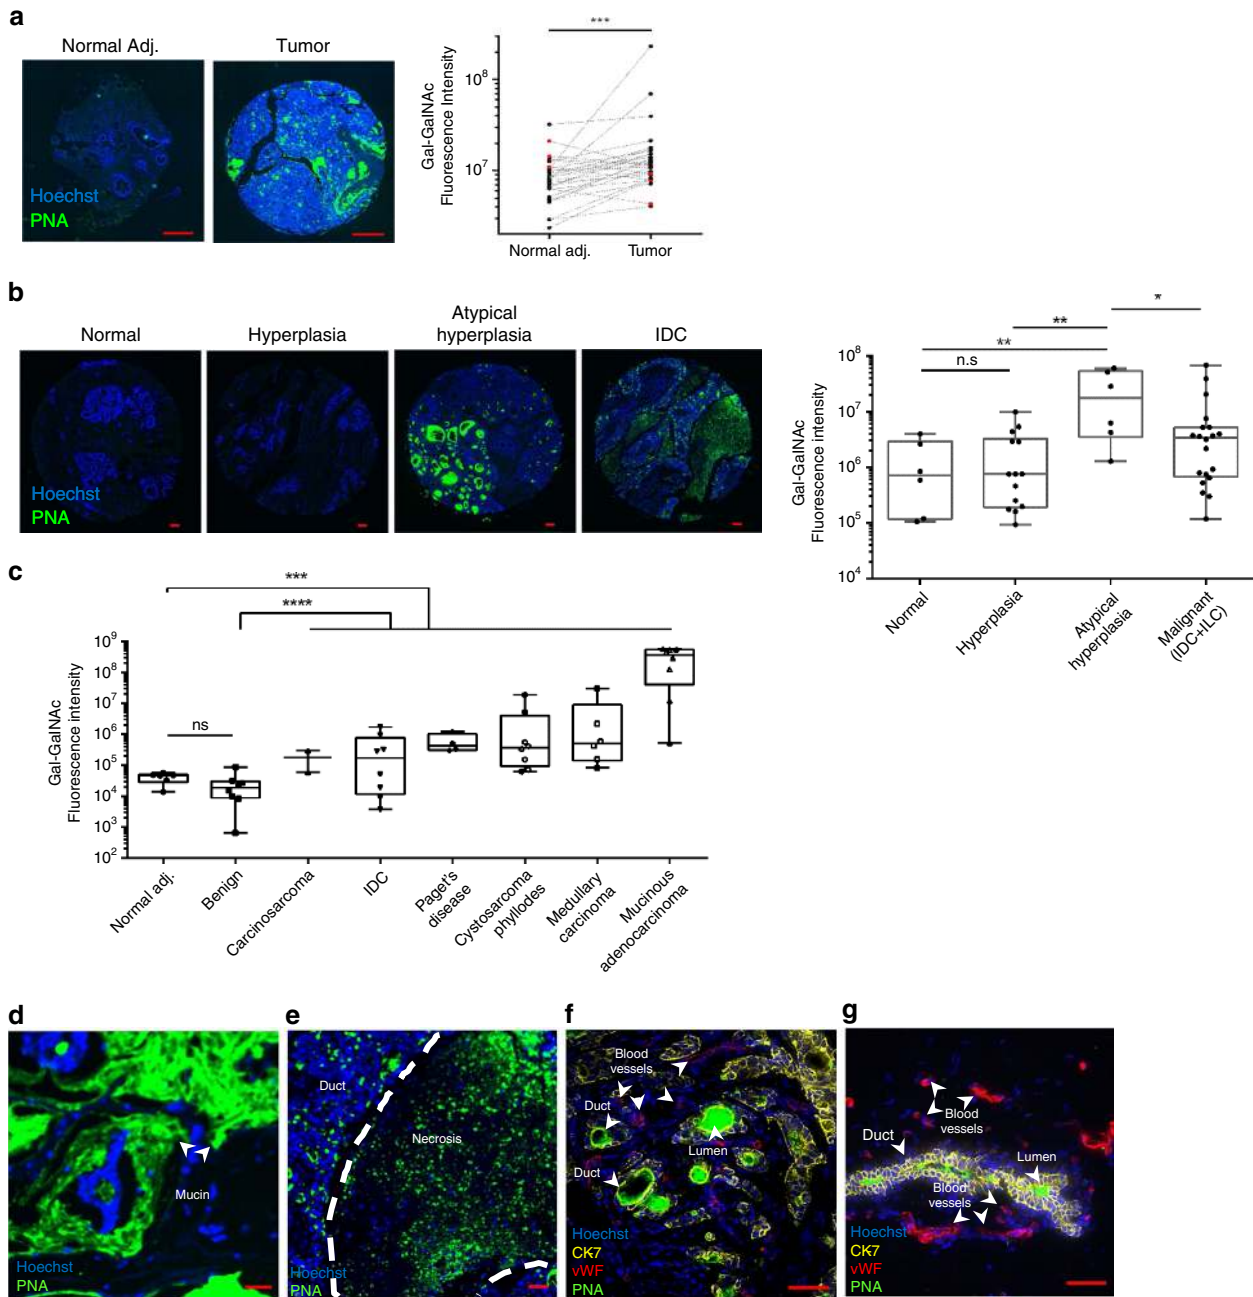 a
Normal Adj.
Tumor
Hoechst
PNA
***
Gal-GalNAc
Fluorescence Intensity
10^8
10^7
Normal adj.
Tumor
b
Normal
Hyperplasia
Atypical
hyperplasia
IDC
Hoechst
PNA
*
**
**
n.s
Gal-GalNAc
Fluorescence intensity
10^8
10^7
10^6
10^5
10^4
Normal
Hyperplasia
Atypical
hyperplasia
Malignant
(IDC+ILC)
c
***
****
ns
Gal-GalNAc
Fluorescence intensity
10^9
10^8
10^7
10^6
10^5
10^4
10^3
10^2
Normal adj.
Benign
Carcinosarcoma
IDC
Paget's
disease
Cystosarcoma
phyllodes
Medullary
carcinoma
Mucinous
adenocarcinoma
d
Mucin
Hoechst
PNA
e
Duct
Necrosis
Hoechst
PNA
f
Blood
vessels
Duct
Lumen
Duct
Hoechst
CK7
vWF
PNA
g
Blood
vessels
Duct
Lumen
Blood
vessels
Hoechst
CK7
vWF
PNA